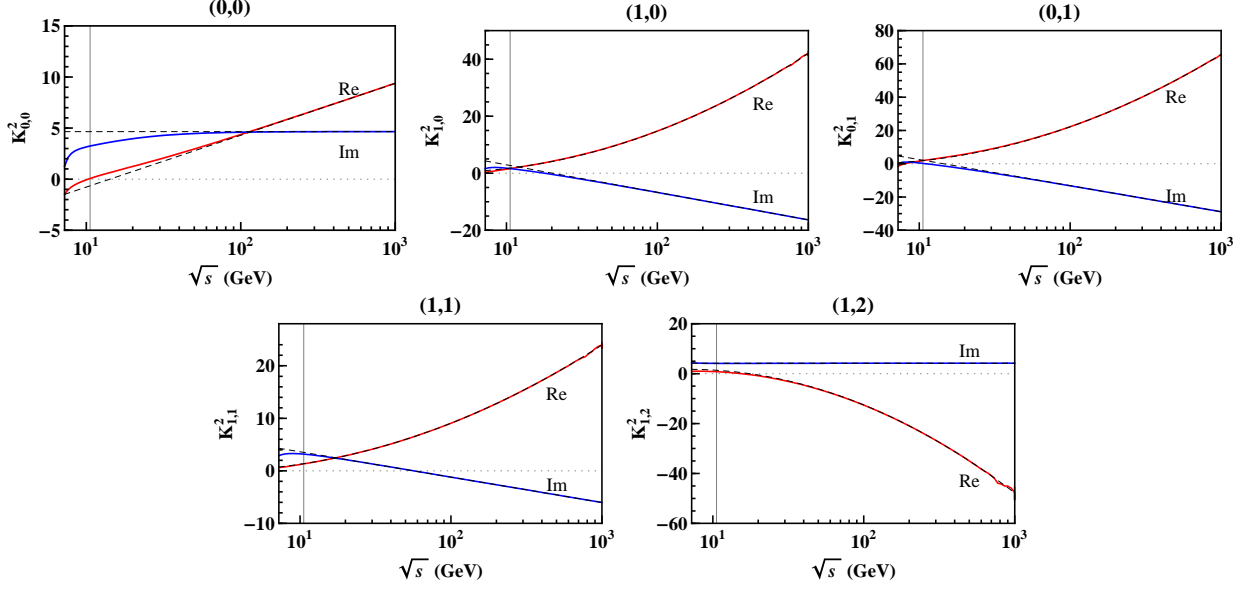 (0,0)
15
10
5
0
−5
K²₀,₀
Re
Im
10¹
10²
10³
√s (GeV)
(1,0)
40
20
0
−20
K²₁,₀
Re
Im
10¹
10²
10³
√s (GeV)
(0,1)
80
60
40
20
0
−20
−40
K²₀,₁
Re
Im
10¹
10²
10³
√s (GeV)
(1,1)
20
10
0
−10
K²₁,₁
Re
Im
10¹
10²
10³
√s (GeV)
(1,2)
20
0
−20
−40
−60
K²₁,₂
Im
Re
10¹
10²
10³
√s (GeV)